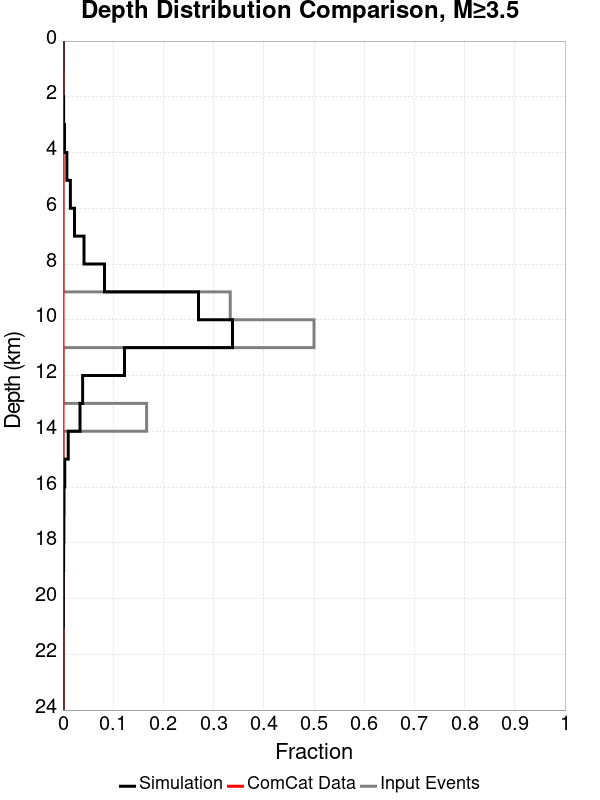 Depth Distribution Comparison, M≥3.5
0
2
4
6
8
10
12
14
16
18
20
22
24
Depth (km)
0 0.1 0.2 0.3 0.4 0.5 0.6 0.7 0.8 0.9 1
Fraction
Simulation ComCat Data Input Events